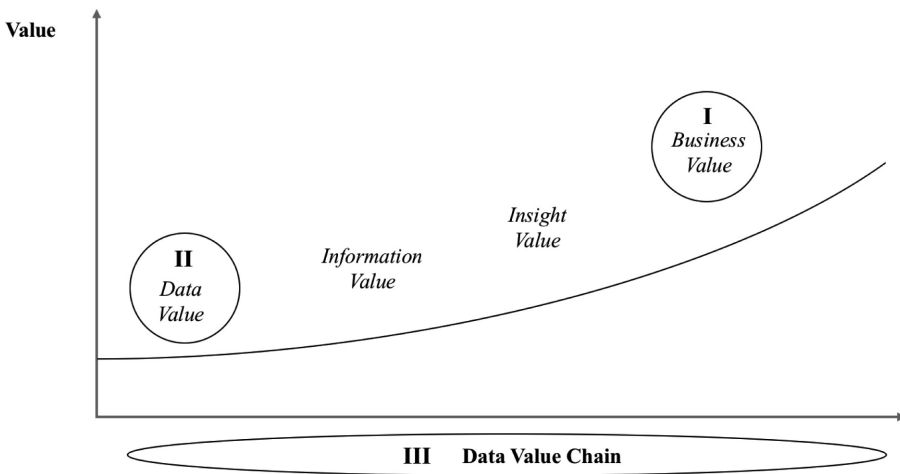 Value
I
Business
Value
Insight
Value
Information
Value
II
Data
Value
III Data Value Chain